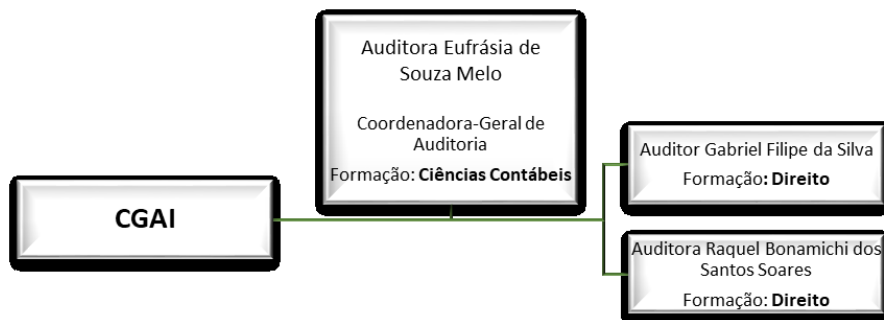 CGAI
Auditora Eufrásia de
Souza Melo
Coordenadora-Geral de
Auditoria
Formação: Ciências Contábeis
Auditor Gabriel Filipe da Silva
Formação: Direito
Auditora Raquel Bonamichi dos
Santos Soares
Formação: Direito